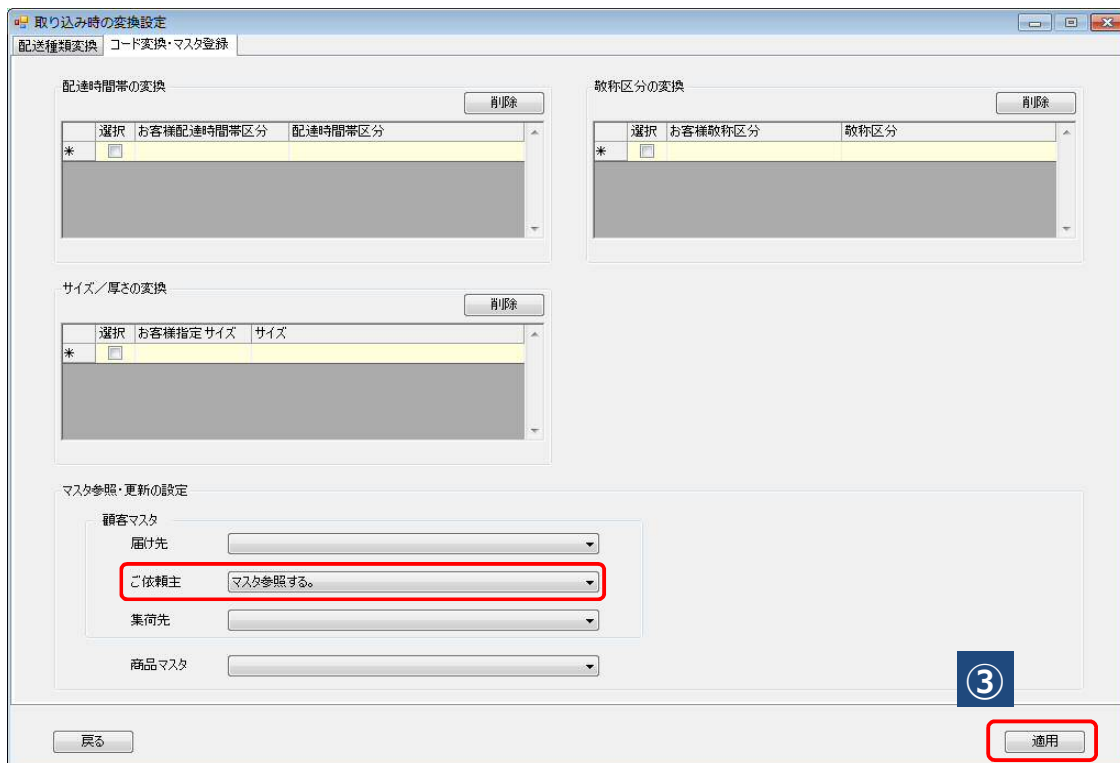 取り込み時の変換設定
配送種類変換 コード変換・マスタ登録
配達時間帯の変換
削除
選択 お客様配達時間帯区分 配達時間帯区分
*
敬称区分の変換
削除
選択 お客様敬称区分 敬称区分
*
サイズ／厚さの変換
削除
選択 お客様指定サイズ サイズ
*
マスタ参照・更新の設定
顧客マスタ
届け先
ご依頼主 マスタ参照する。
集荷先
商品マスタ
③
戻る 適用